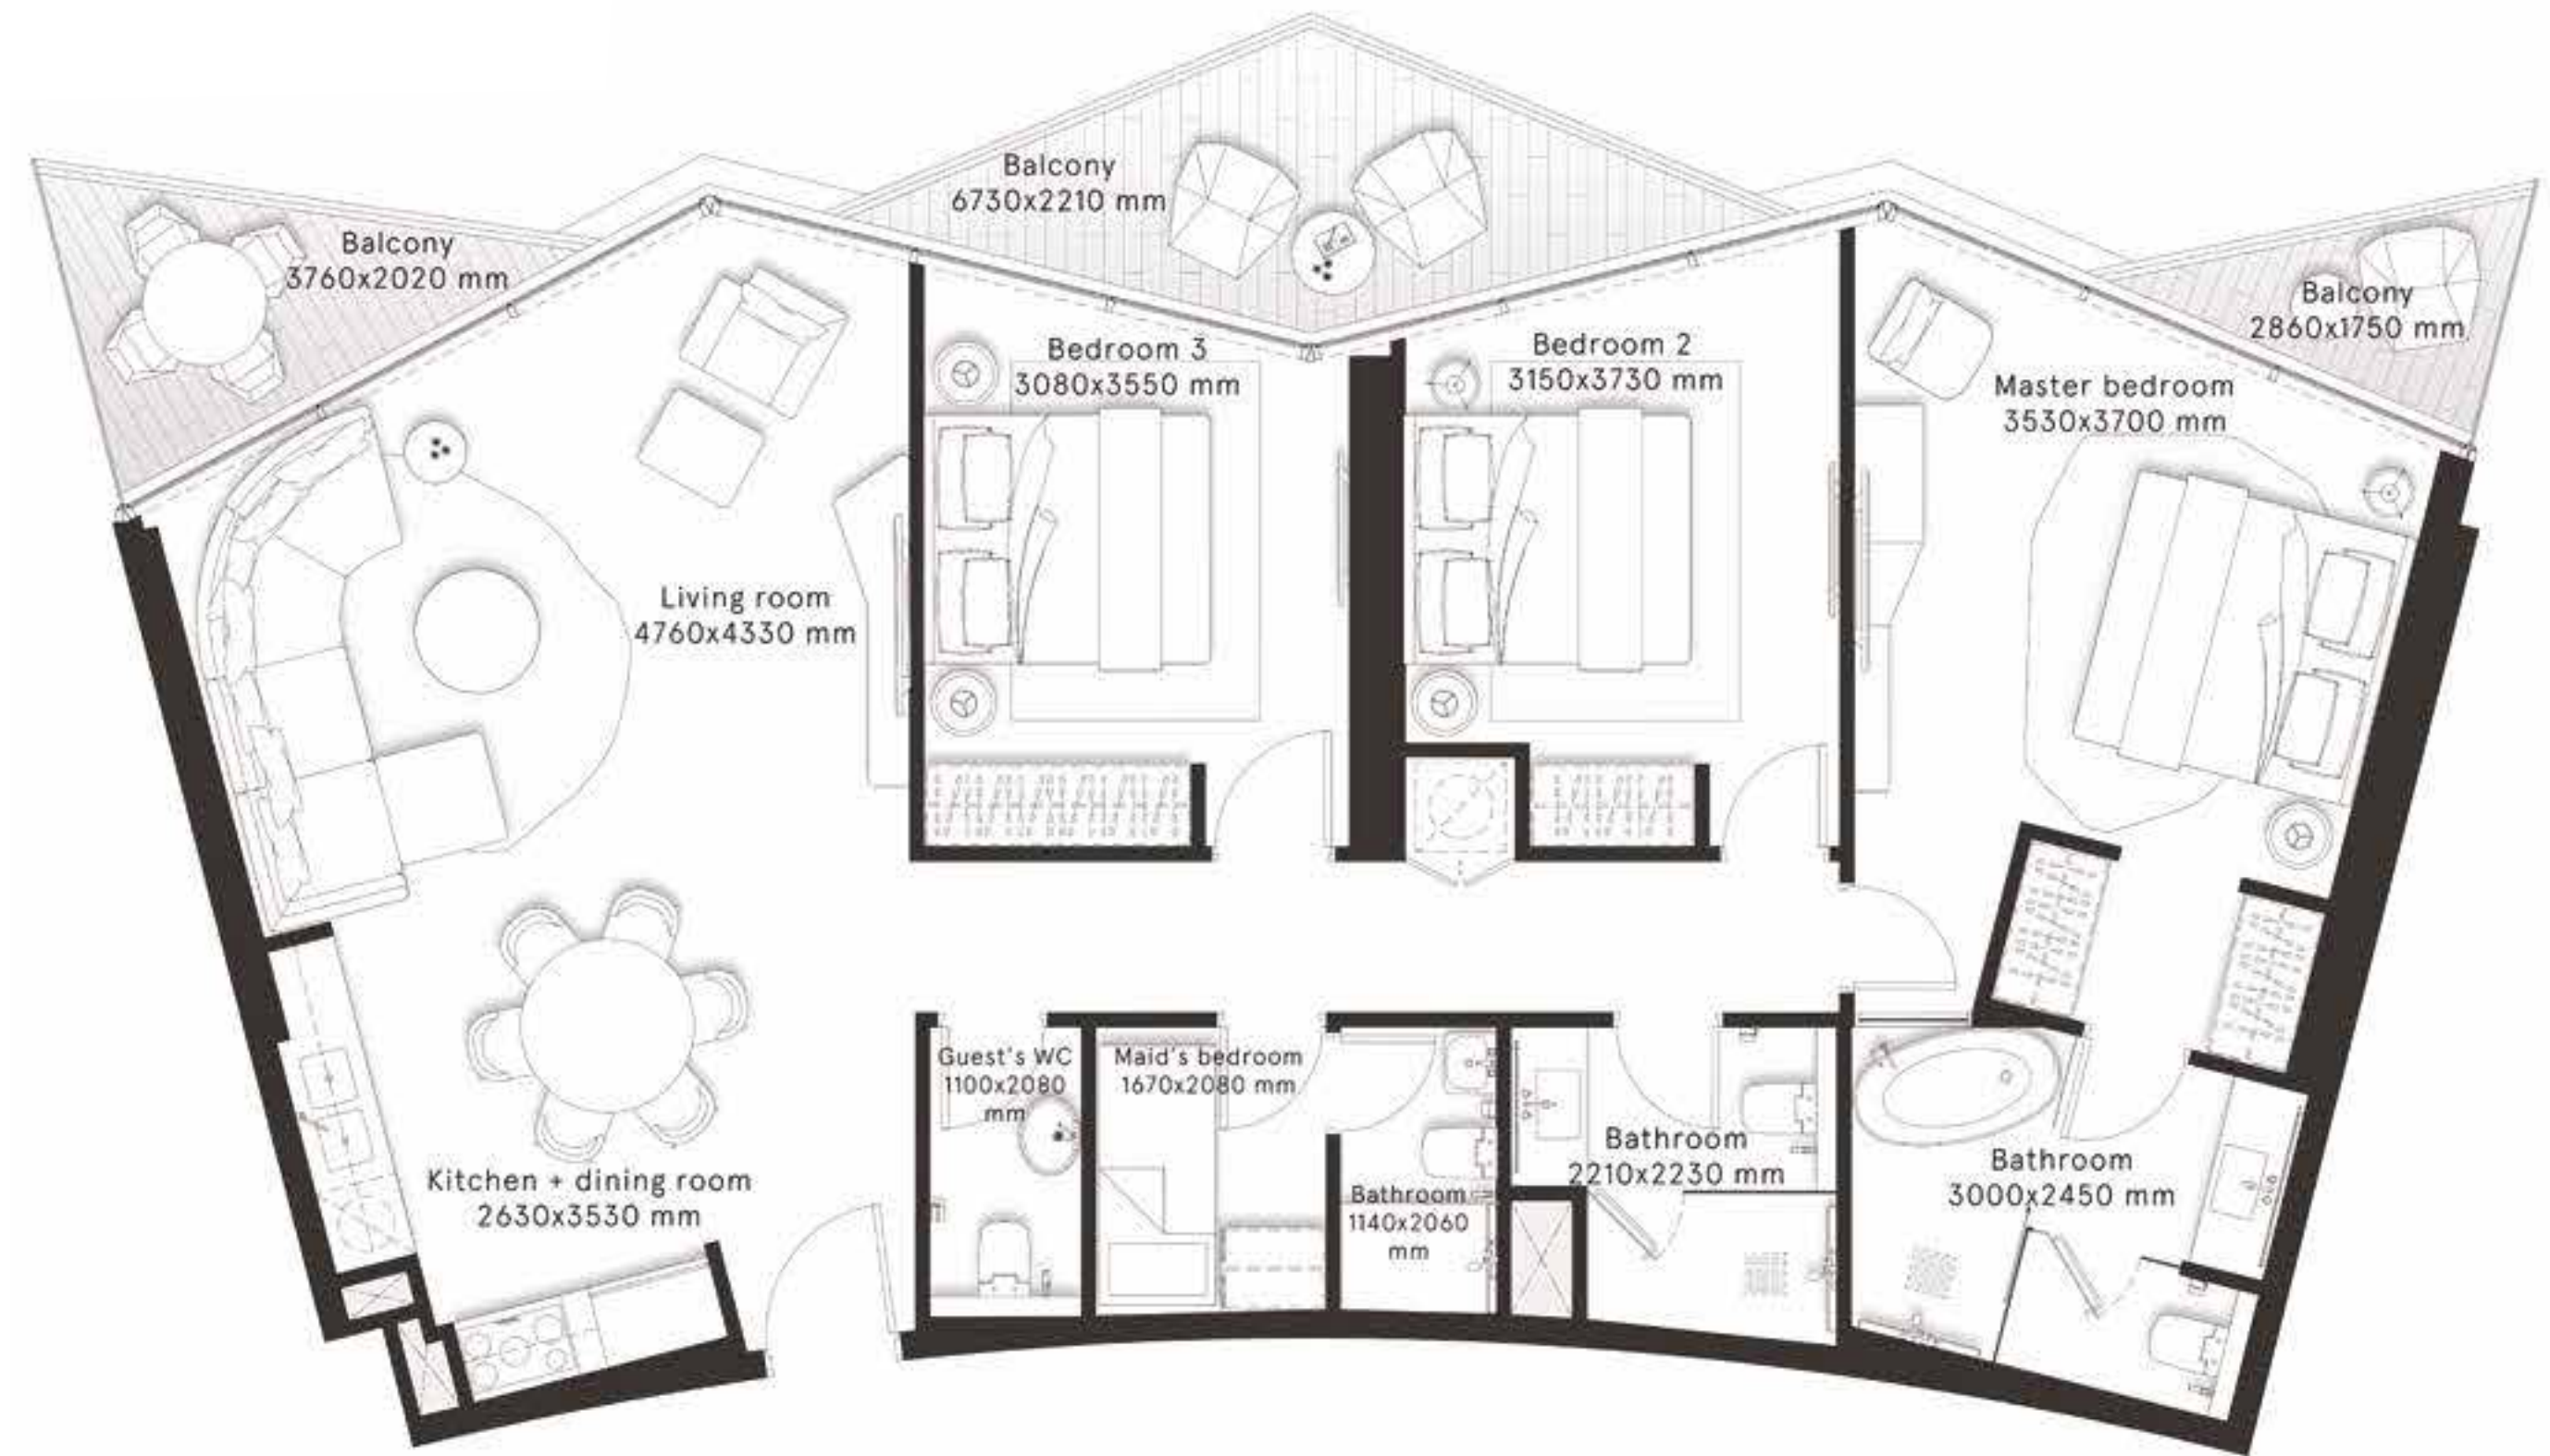 Balcony
6730x2210 mm
Balcony
3760x2020 mm
Balcony
2860x1750 mm
Bedroom 3
3080x3550 mm
Bedroom 2
3150x3730 mm
Master bedroom
3530x3700 mm
Living room
4760x4330 mm
Guest's WC
1100x2080
mm
Maid's bedroom
1670x2080 mm
Bathroom
2210x2230 mm
Bathroom
3000x2450 mm
Kitchen + dining room
2630x3530 mm
Bathroom
1140x2060
mm